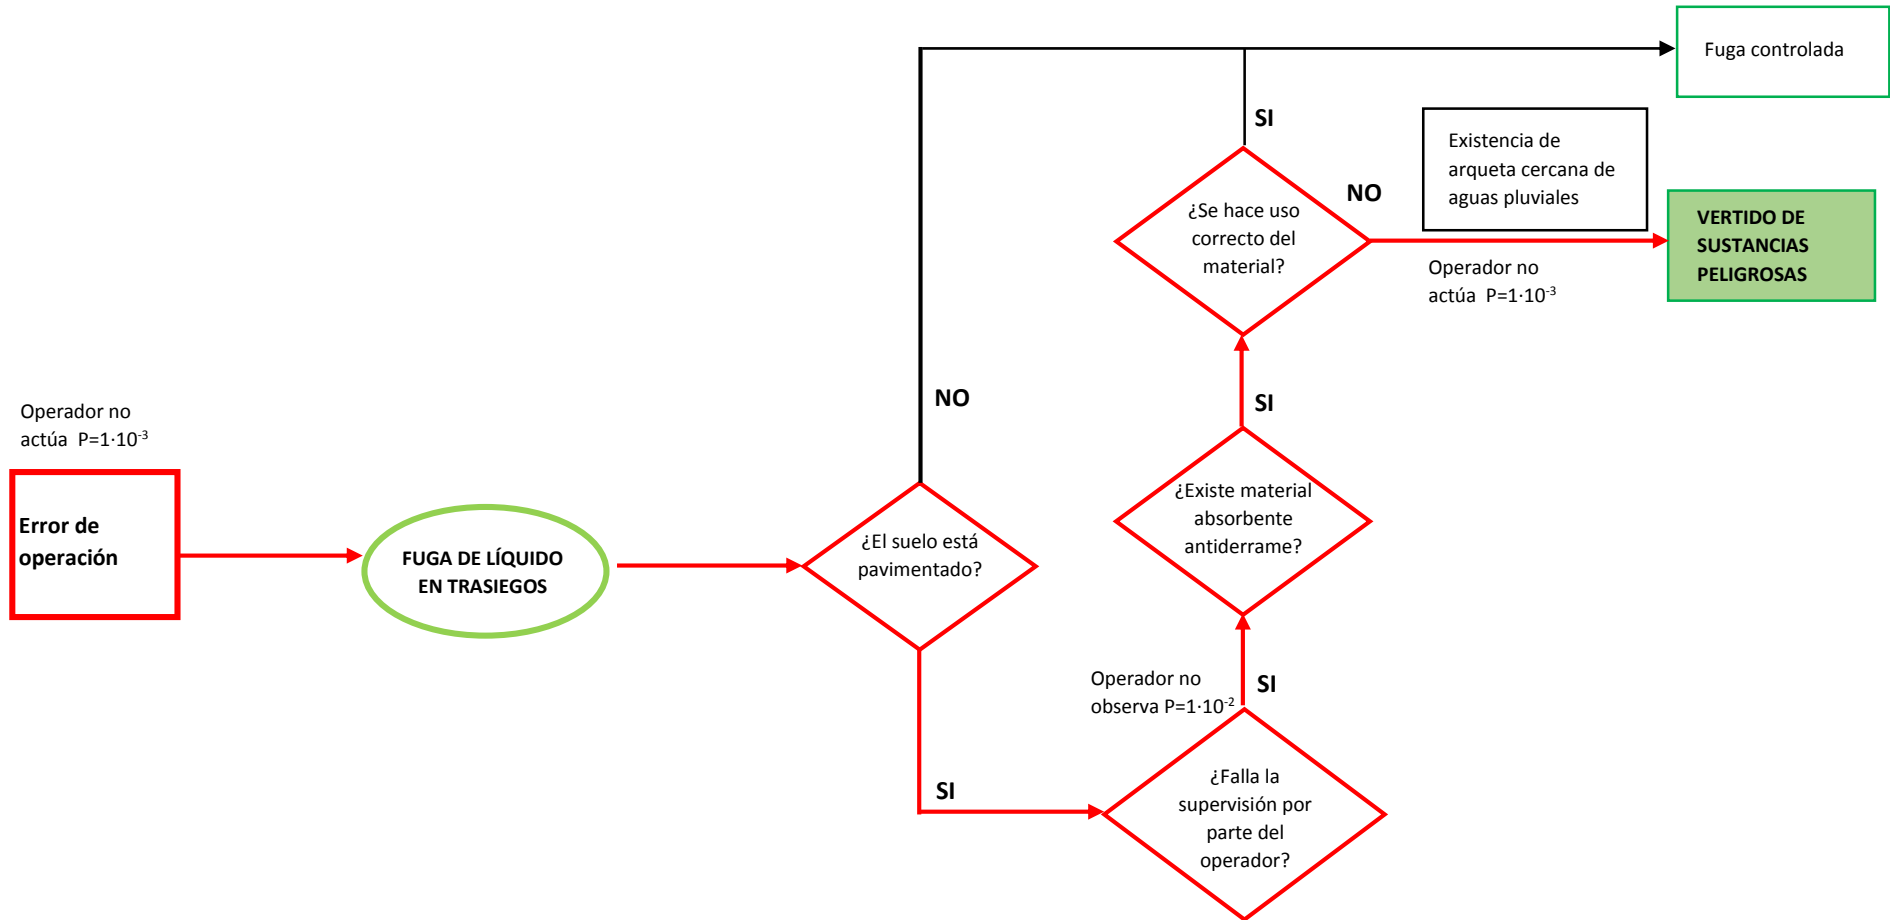 Fuga controlada
SI
Existencia de
arqueta cercana de
aguas pluviales
NO
¿Se hace uso
correcto del
material?
VERTIDO DE
SUSTANCIAS
PELIGROSAS
Operador no
actúa P=1·10⁻³
NO
SI
Operador no
actúa P=1·10⁻³
Error de
operación
FUGA DE LÍQUIDO
EN TRASIEGOS
¿El suelo está
pavimentado?
¿Existe material
absorbente
antiderrame?
Operador no
observa P=1·10⁻²
SI
SI
¿Falla la
supervisión por
parte del
operador?